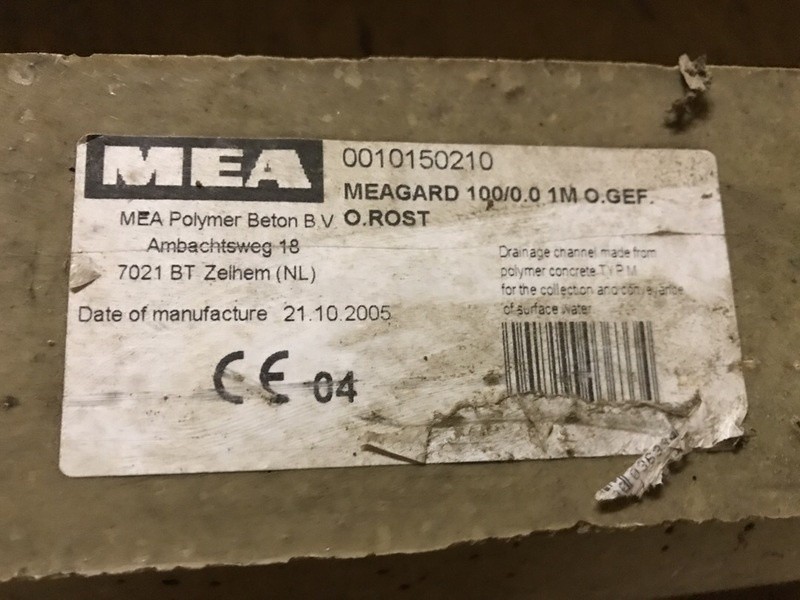 MEA
0010150210
MEAGARD 100/0.0 1M O.GEF.
O.ROST
MEA Polymer Beton B.V.
Ambachtsweg 18
7021 BT Zelhem (NL)
Date of manufacture 21.10.2005
CE 04
Drainage channel made from
polymer concrete TYP M
for the collection and conveyance
of surface water